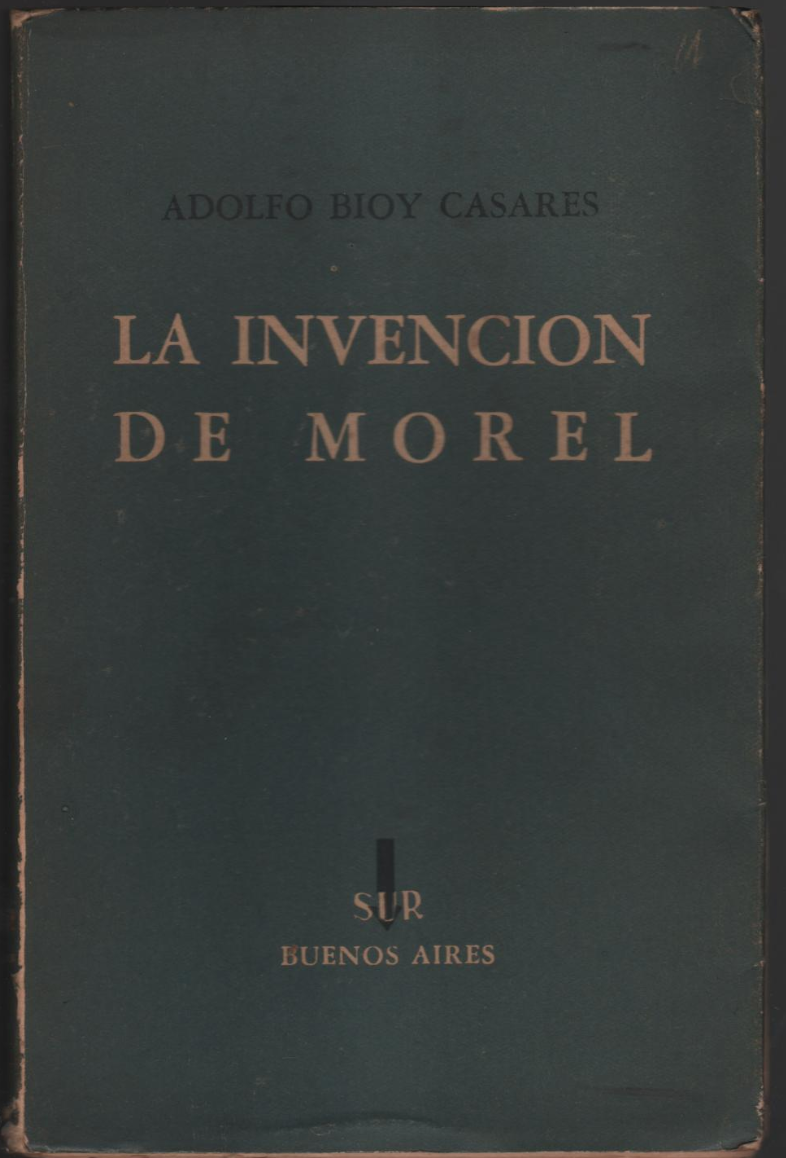 ADOLFO BIOY CASARES
LA INVENCION
DE MOREL
SUR
BUENOS AIRES